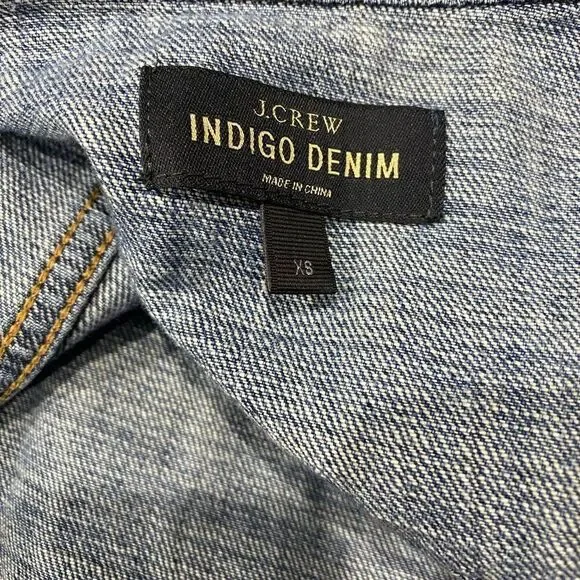 J.CREW
INDIGO DENIM
MADE IN CHINA
XS